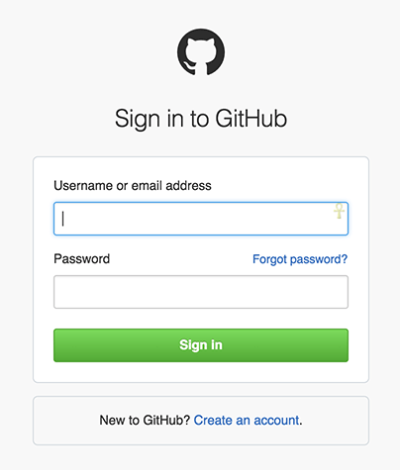 Sign in to GitHub
Username or email address
Password Forgot password?
Sign in
New to GitHub? Create an account.